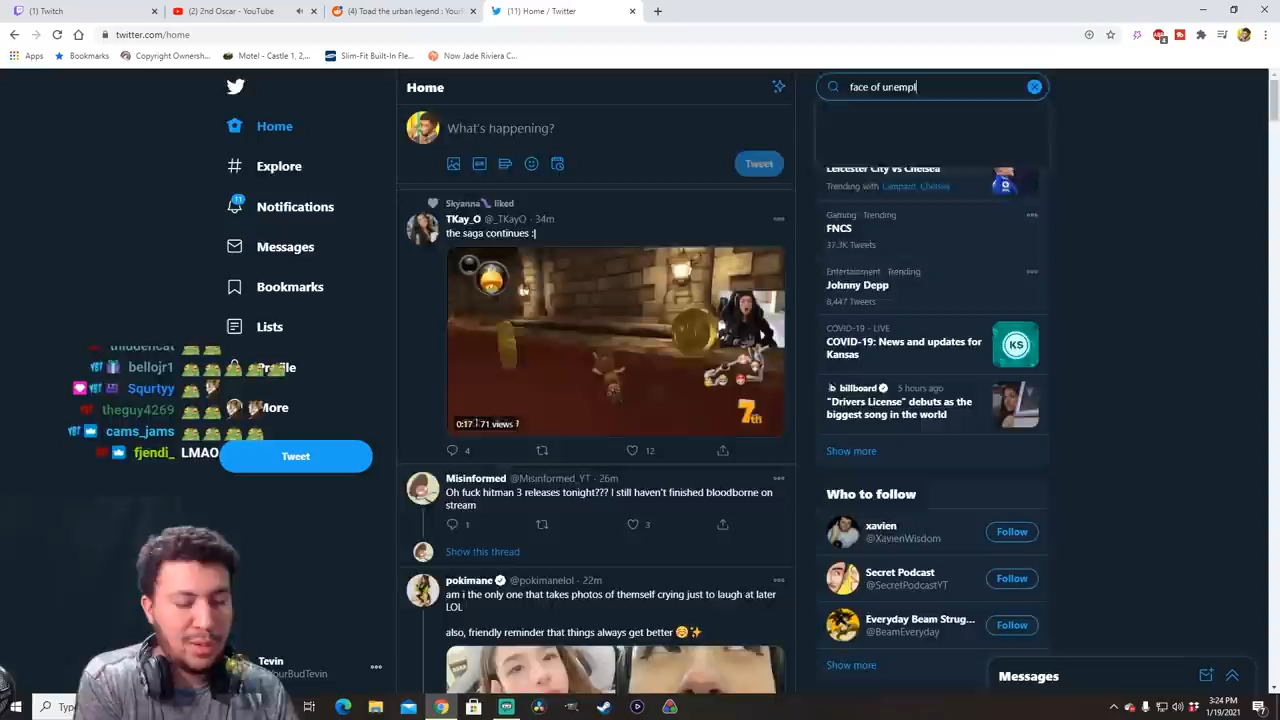 (1) Twitch
(2) 2nd Oscar - YouTube
(4) Toad the urban legend : YourB
(11) Home / Twitter
twitter.com/home
Apps
Bookmarks
Copyright Ownersh...
Motel - Castle 1, 2,...
Slim-Fit Built-In Fle...
Now Jade Riviera C...
Home
Explore
11
Notifications
Messages
Bookmarks
Lists
Profile
More
Tweet
thiddencat
bellojr1
Squrtyy
theguy4269
cams_jams
fjendi_ LMAO
Tevin
YourBudTevin
Home
What's happening?
GIF
Tweet
Skyanna liked
TKay_O @_TKayO · 34m
the saga continues :|
7th
0:17 71 views
4
12
Misinformed @Misinformed_YT · 26m
Oh fuck hitman 3 releases tonight??? I still haven't finished bloodborne on
stream
1
3
Show this thread
pokimane @pokimanelol · 22m
am i the only one that takes photos of themself crying just to laugh at later
LOL
also, friendly reminder that things always get better
face of unempl
Leicester City vs Chelsea
Trending with Lampard, Chelsea
Gaming · Trending
FNCS
37.3K Tweets
Entertainment · Trending
Johnny Depp
8,447 Tweets
COVID-19 · LIVE
COVID-19: News and updates for
Kansas
KS
billboard 5 hours ago
"Drivers License" debuts as the
biggest song in the world
Show more
Who to follow
xavien
@XavienWisdom
Follow
Secret Podcast
@SecretPodcastYT
Follow
Everyday Beam Strug...
@BeamEveryday
Follow
Show more
Messages
Typ
3:24 PM
1/19/2021